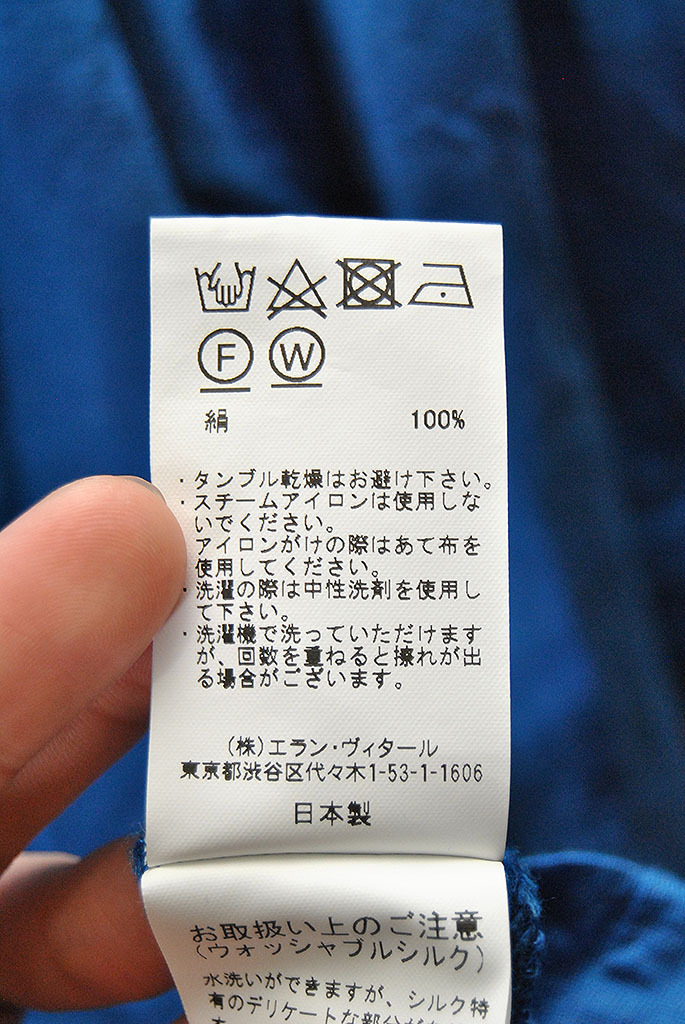 F W
絹 100%
・タンブル乾燥はお避け下さい。
・スチームアイロンは使用しな
いでください。
アイロンがけの際はあて布を
使用してください。
・洗濯の際は中性洗剤を使用し
て下さい。
・洗濯機で洗っていただけます
が、回数を重ねると擦れが出
る場合がございます。
(株)エラン・ヴィタール
東京都渋谷区代々木1-53-1-1606
日本製
お取扱い上のご注意
(ウォッシャブルシルク)
水洗いができますが、シルク特
有のデリケートな部分が